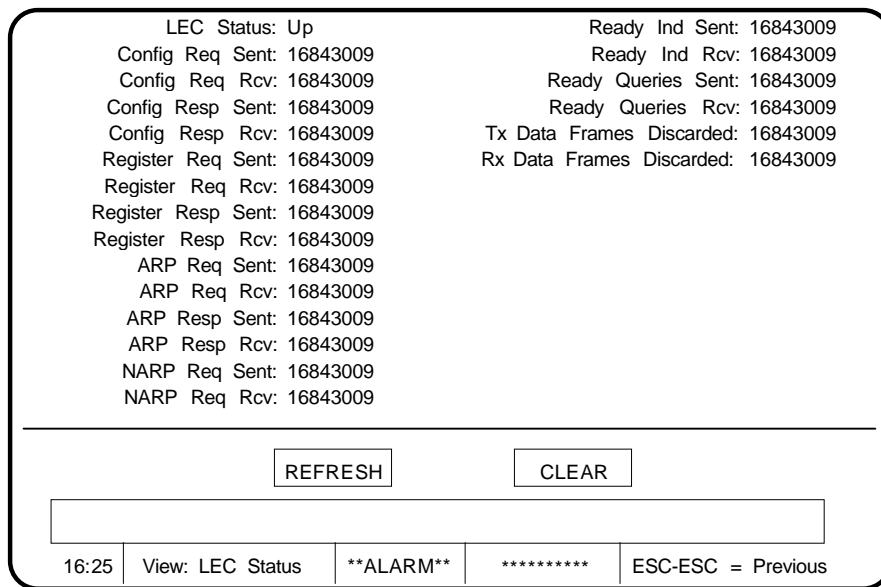 LEC Status: Up
Config Req Sent: 16843009
Config Req Rcv: 16843009
Config Resp Sent: 16843009
Config Resp Rcv: 16843009
Register Req Sent: 16843009
Register Req Rcv: 16843009
Register Resp Sent: 16843009
Register Resp Rcv: 16843009
ARP Req Sent: 16843009
ARP Req Rcv: 16843009
ARP Resp Sent: 16843009
ARP Resp Rcv: 16843009
NARP Req Sent: 16843009
NARP Req Rcv: 16843009
Ready Ind Sent: 16843009
Ready Ind Rcv: 16843009
Ready Queries Sent: 16843009
Ready Queries Rcv: 16843009
Tx Data Frames Discarded: 16843009
Rx Data Frames Discarded: 16843009
REFRESH CLEAR
16:25 View: LEC Status **ALARM** ********** ESC-ESC = Previous